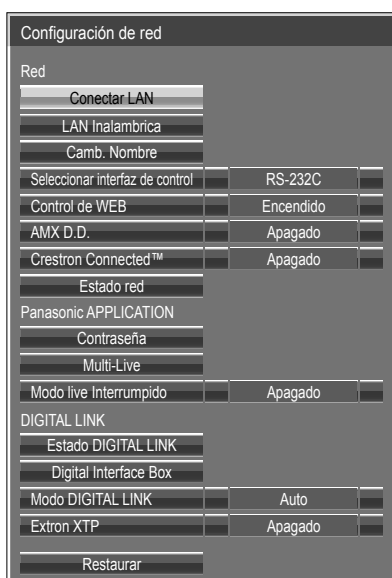 Configuración de red
Red
Conectar LAN
LAN Inalambrica
Camb. Nombre
Seleccionar interfaz de control RS-232C
Control de WEB Encendido
AMX D.D. Apagado
Crestron Connected™ Apagado
Estado red
Panasonic APPLICATION
Contraseña
Multi-Live
Modo live Interrumpido Apagado
DIGITAL LINK
Estado DIGITAL LINK
Digital Interface Box
Modo DIGITAL LINK Auto
Extron XTP Apagado
Restaurar